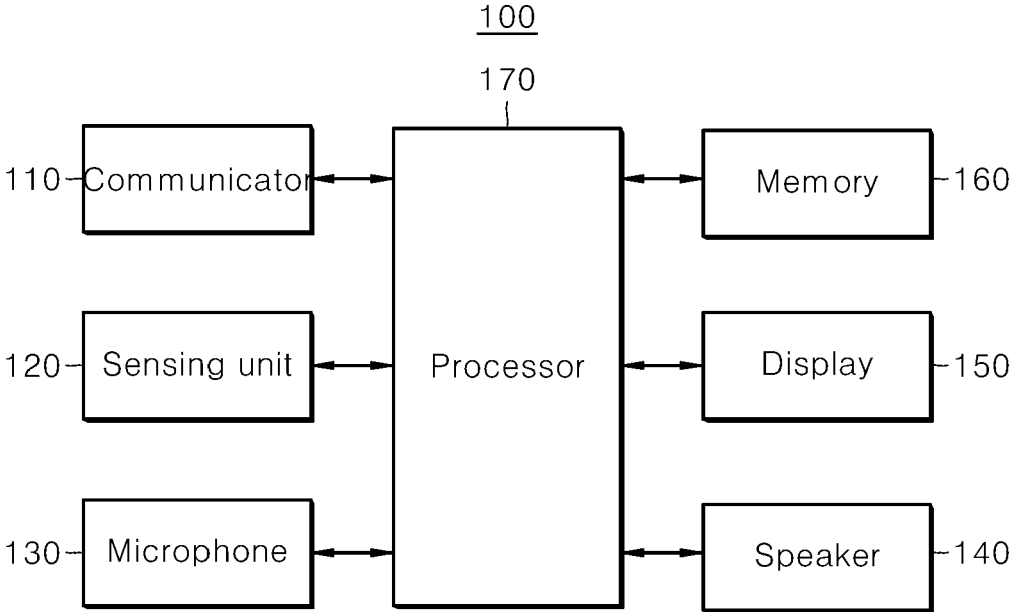 100
170
110 Communicator
Memory 160
120 Sensing unit
Processor
Display 150
130 Microphone
Speaker 140